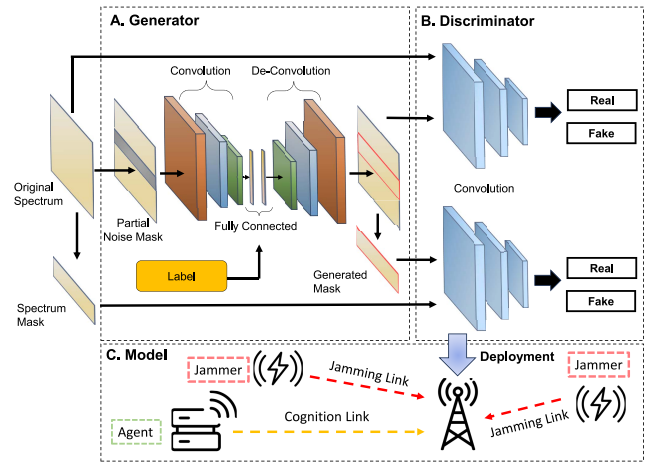 A. Generator
B. Discriminator
Convolution
De-Convolution
Real
Fake
Original
Spectrum
Partial
Noise Mask
Fully Connected
Convolution
Label
Generated
Mask
Spectrum
Mask
Real
Fake
C. Model
Deployment
Jammer
Jamming Link
Jammer
Cognition Link
Jamming Link
Agent